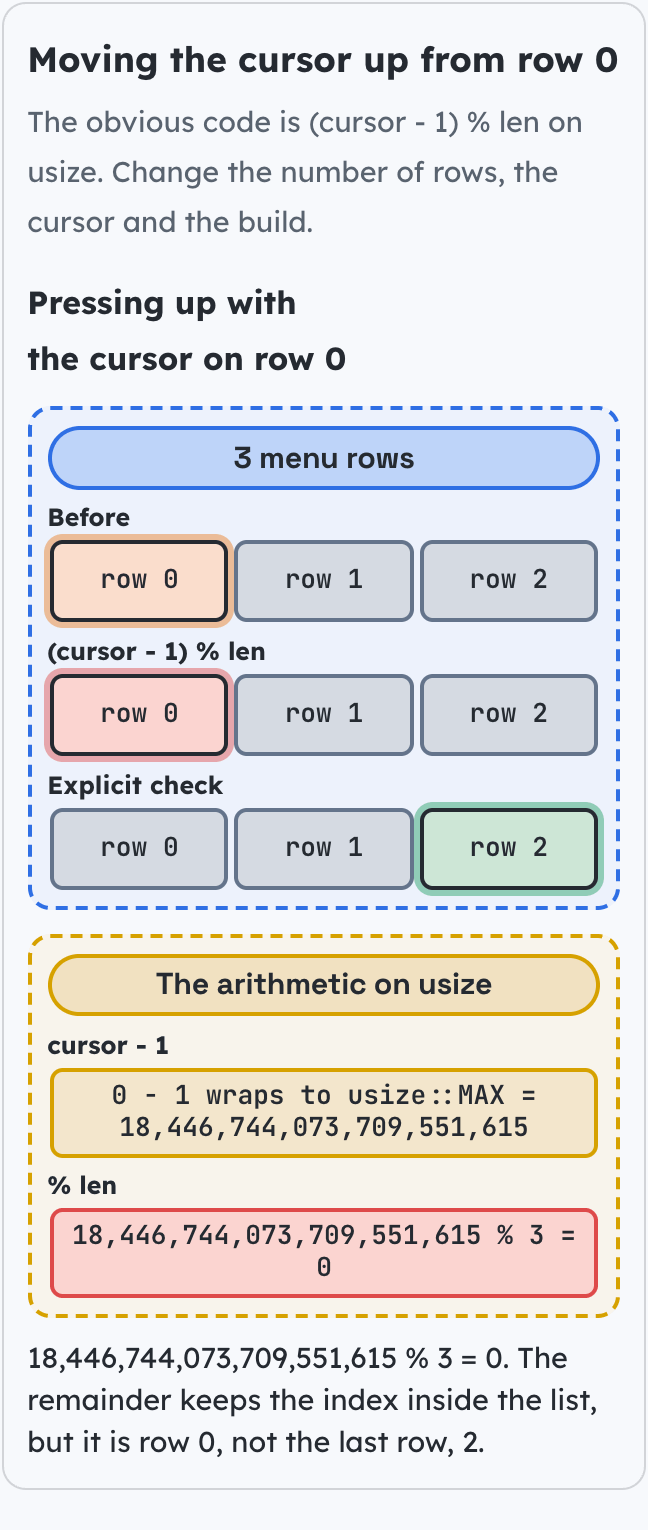 Moving the cursor up from row 0
The obvious code is (cursor - 1) % len on
usize. Change the number of rows, the
cursor and the build.
Pressing up with
the cursor on row 0
3 menu rows
Before
row 0 row 1 row 2
(cursor - 1) % len
row 0 row 1 row 2
Explicit check
row 0 row 1 row 2
The arithmetic on usize
cursor - 1
0 - 1 wraps to usize::MAX =
18,446,744,073,709,551,615
% len
18,446,744,073,709,551,615 % 3 =
0
18,446,744,073,709,551,615 % 3 = 0. The
remainder keeps the index inside the list,
but it is row 0, not the last row, 2.